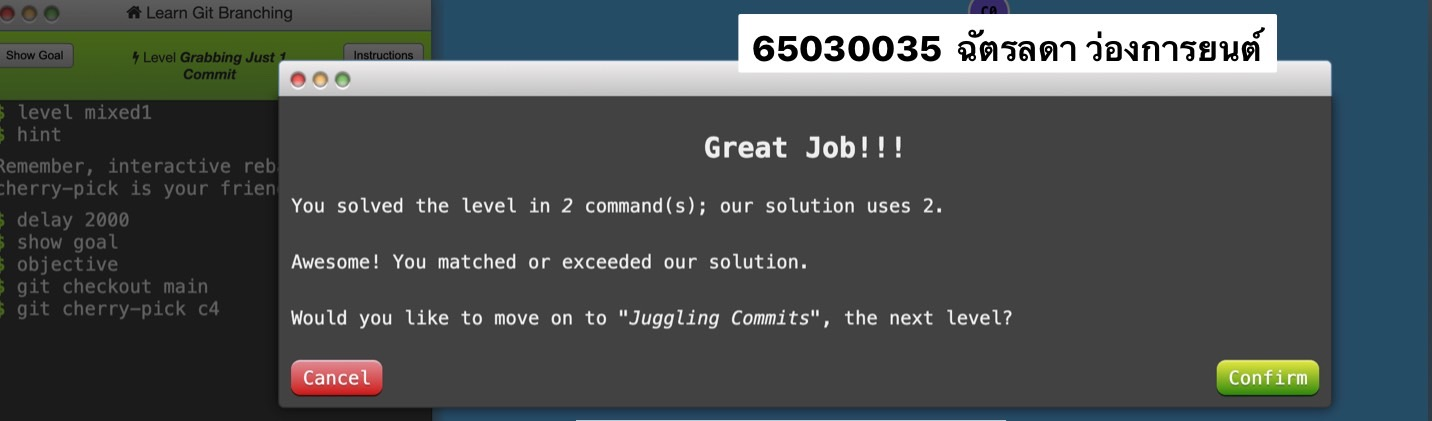 Learn Git Branching
C0
65030035 ฉัตรลดา ว่องการยนต์
Show Goal
Level Grabbing Just 1
Commit
Instructions
$ level mixed1
$ hint
Remember, interactive reb
cherry-pick is your frien
$ delay 2000
$ show goal
$ objective
$ git checkout main
$ git cherry-pick c4
Great Job!!!
You solved the level in 2 command(s); our solution uses 2.
Awesome! You matched or exceeded our solution.
Would you like to move on to "Juggling Commits", the next level?
Cancel
Confirm